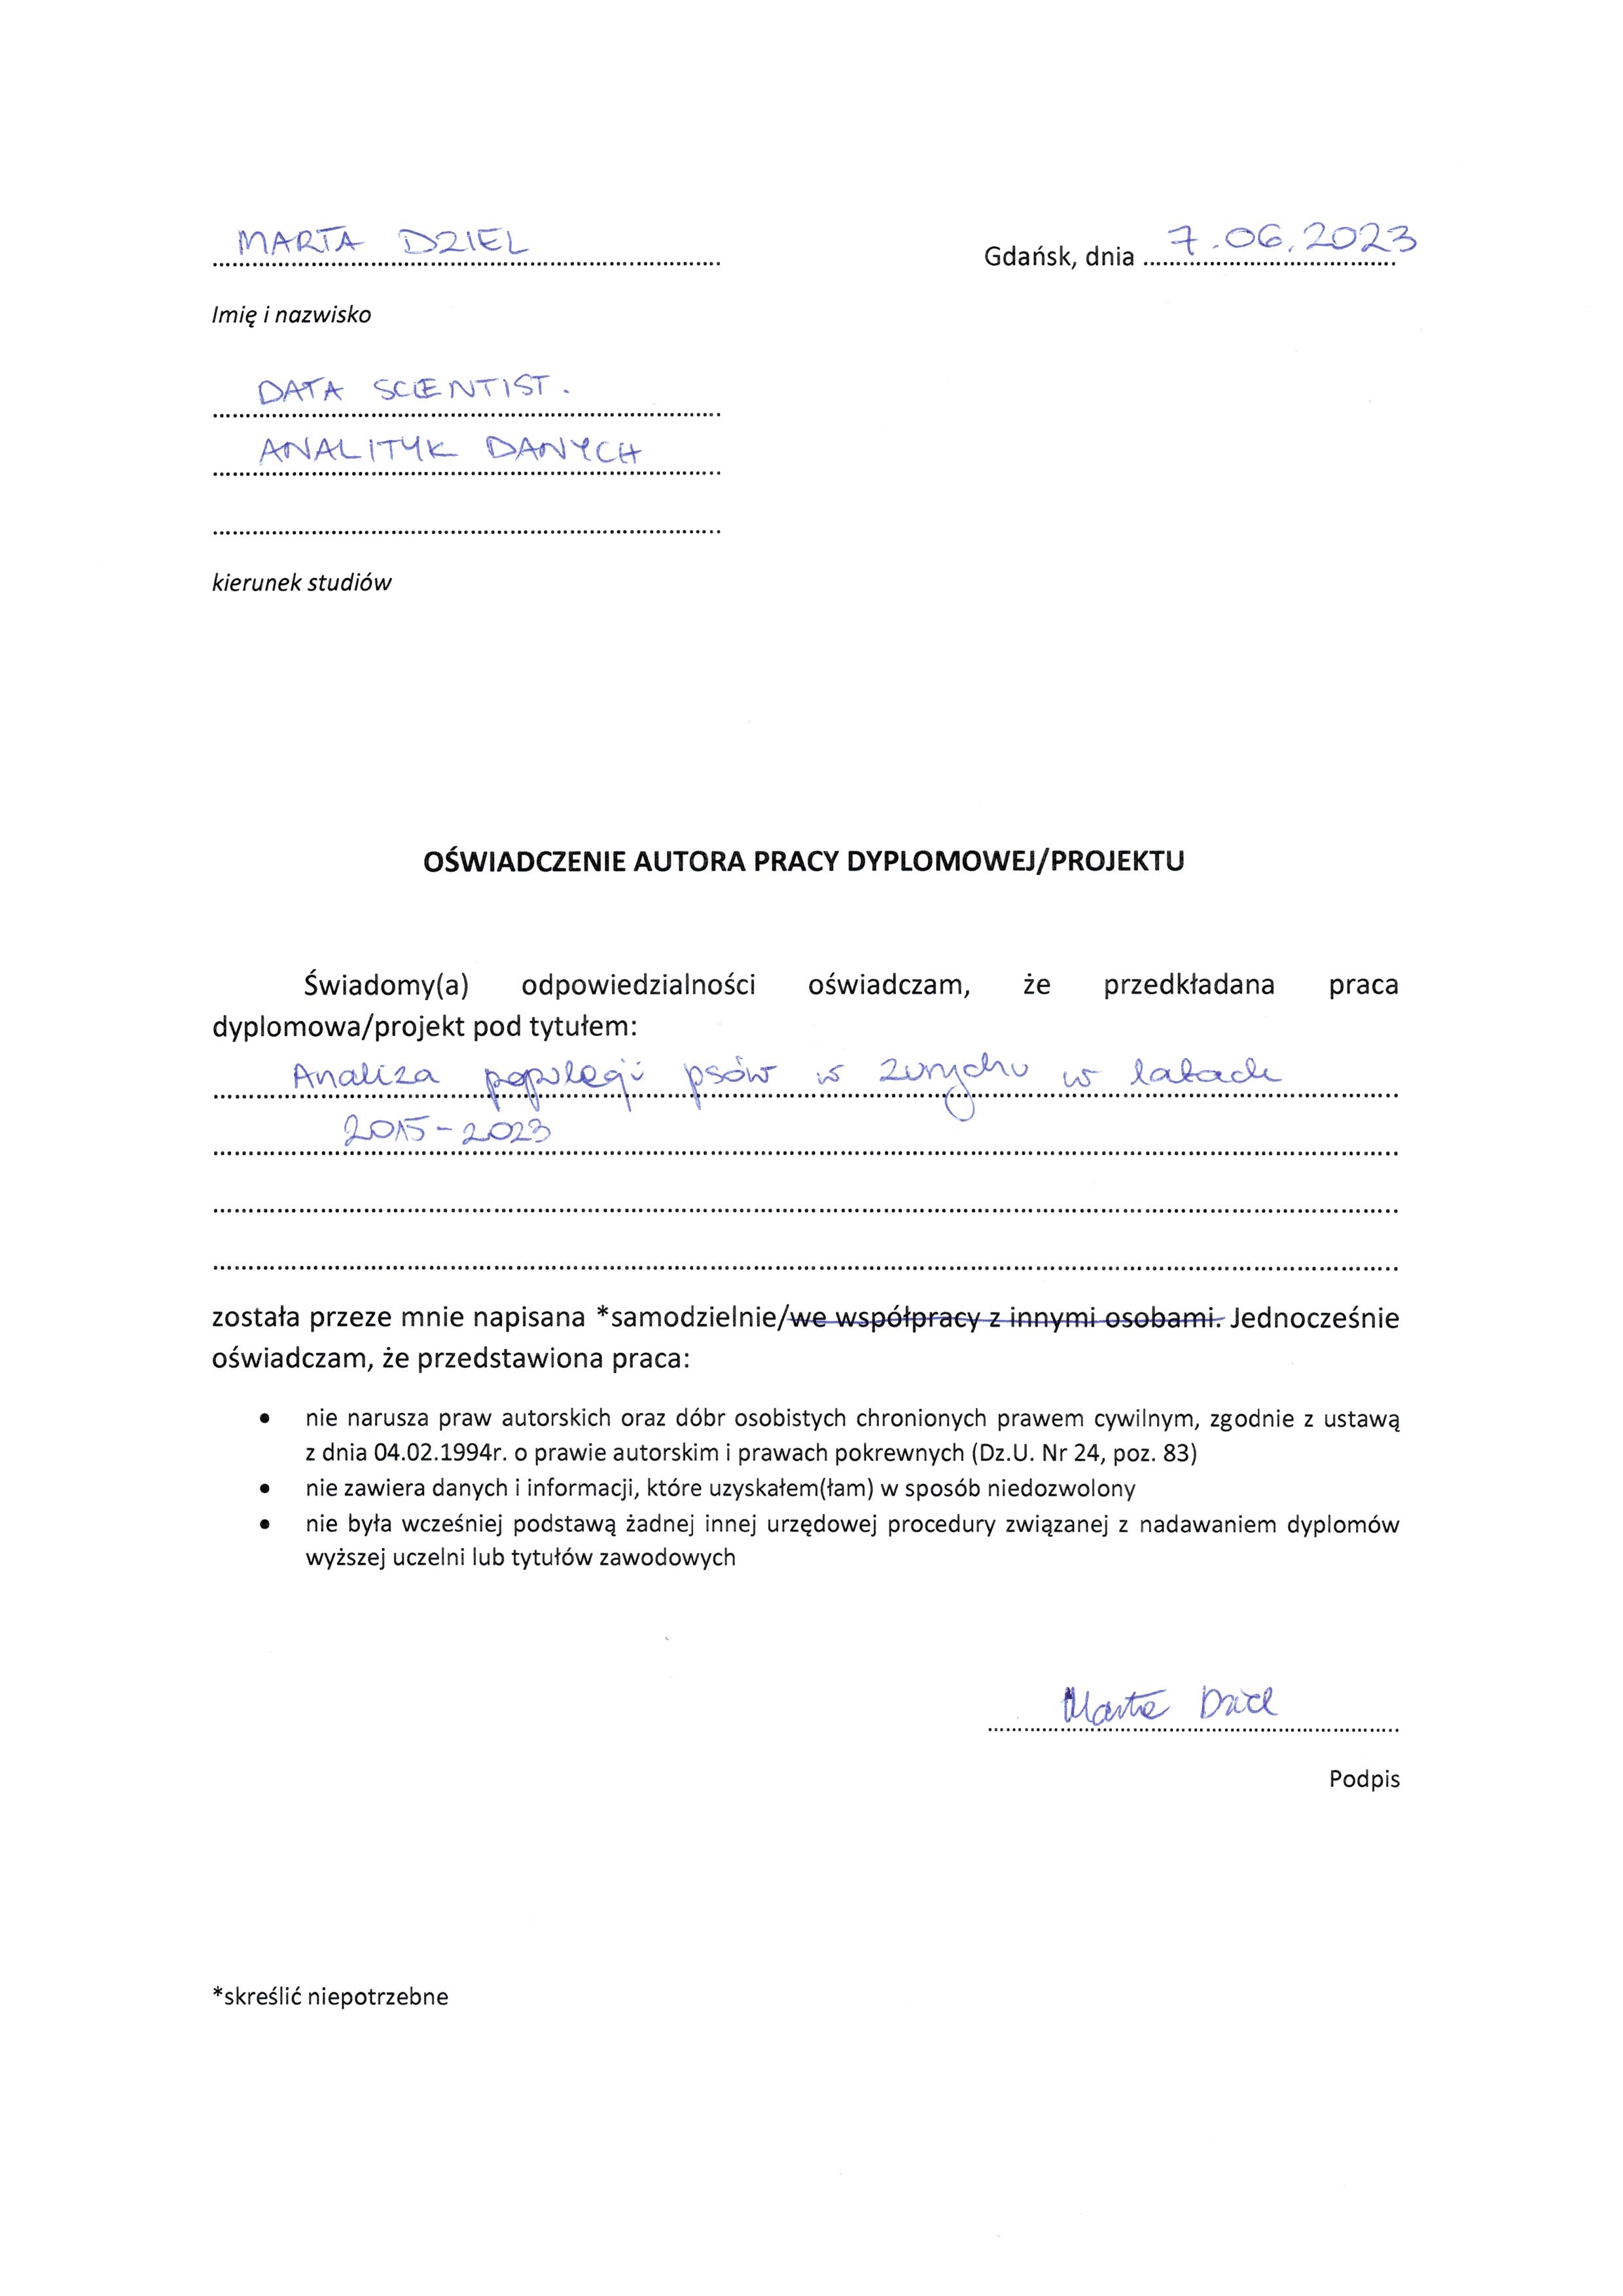 MARTA DZIEL
Gdańsk, dnia 7.06.2023
Imię i nazwisko
DATA SCIENTIST.
ANALITYK DANYCH
kierunek studiów
OŚWIADCZENIE AUTORA PRACY DYPLOMOWEJ/PROJEKTU
Świadomy(a) odpowiedzialności oświadczam, że przedkładana praca
dyplomowa/projekt pod tytułem:
Analiza populacji psów w Zurychu w latach
2015-2023
została przeze mnie napisana *samodzielnie/we współpracy z innymi osobami. Jednocześnie
oświadczam, że przedstawiona praca:
• nie narusza praw autorskich oraz dóbr osobistych chronionych prawem cywilnym, zgodnie z ustawą
z dnia 04.02.1994r. o prawie autorskim i prawach pokrewnych (Dz.U. Nr 24, poz. 83)
• nie zawiera danych i informacji, które uzyskałem(łam) w sposób niedozwolony
• nie była wcześniej podstawą żadnej innej urzędowej procedury związanej z nadawaniem dyplomów
wyższej uczelni lub tytułów zawodowych
Marta Dziel
Podpis
*skreślić niepotrzebne